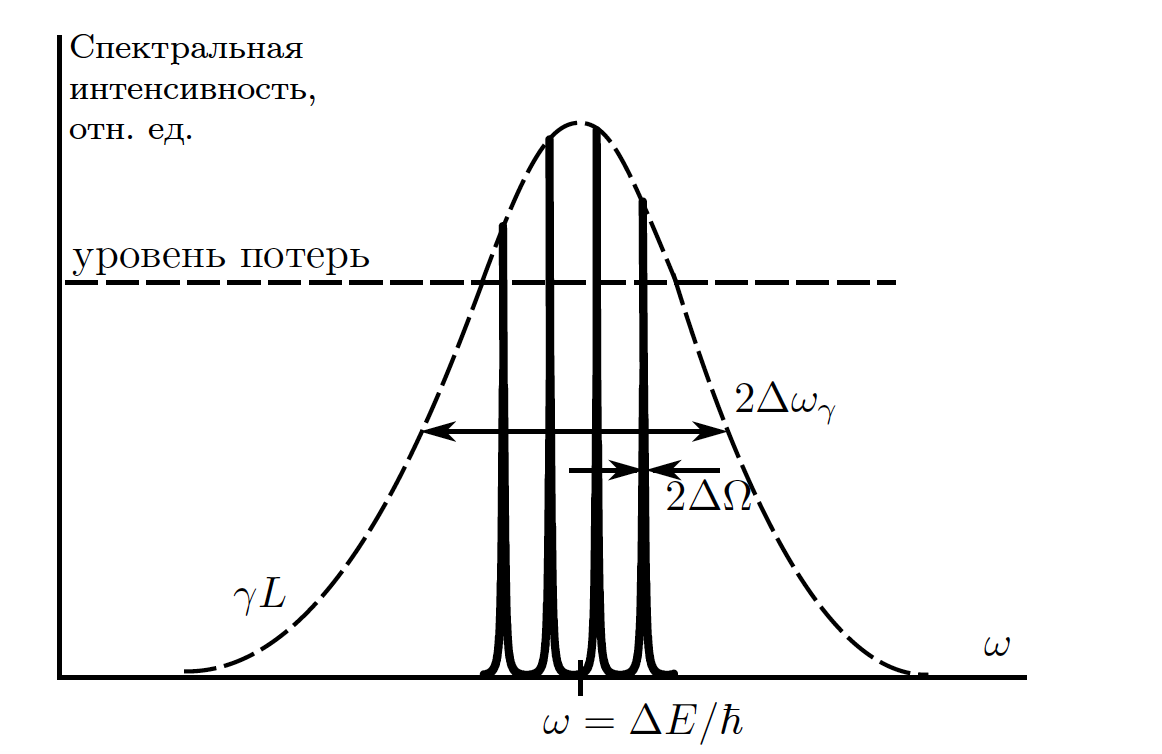 Спектральная
интенсивность,
отн. ед.
уровень потерь
2Δω_γ
2ΔΩ
γL
ω
ω = ΔE/ħ